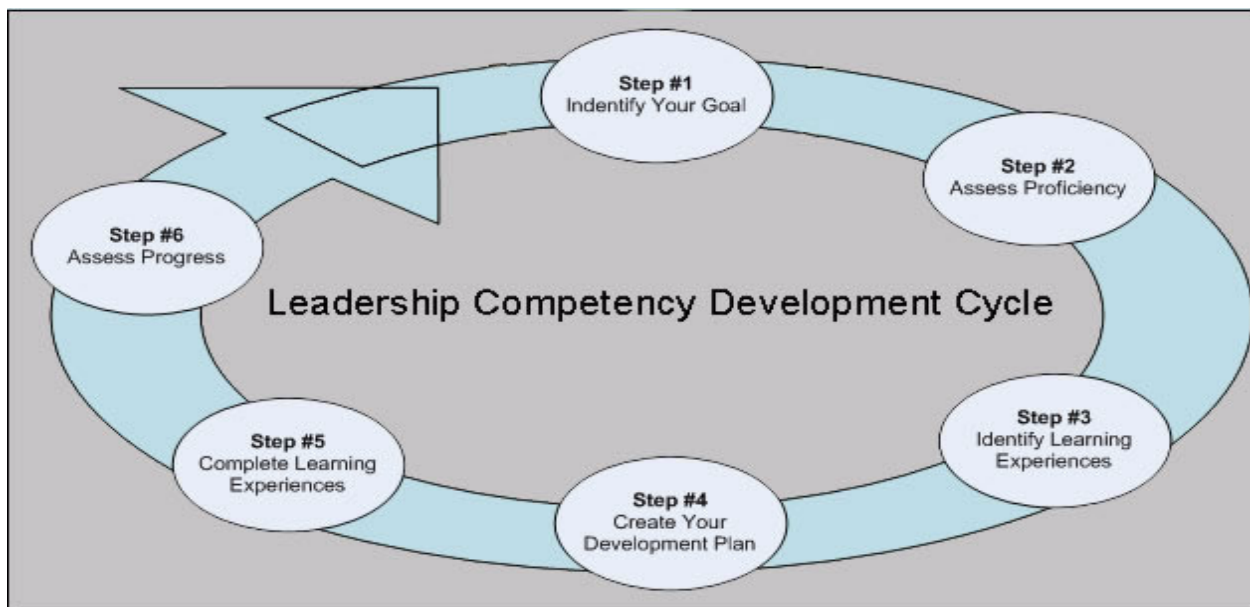 Step #1
Indentify Your Goal
Step #2
Assess Proficiency
Step #6
Assess Progress
Leadership Competency Development Cycle
Step #3
Identify Learning
Experiences
Step #5
Complete Learning
Experiences
Step #4
Create Your
Development Plan